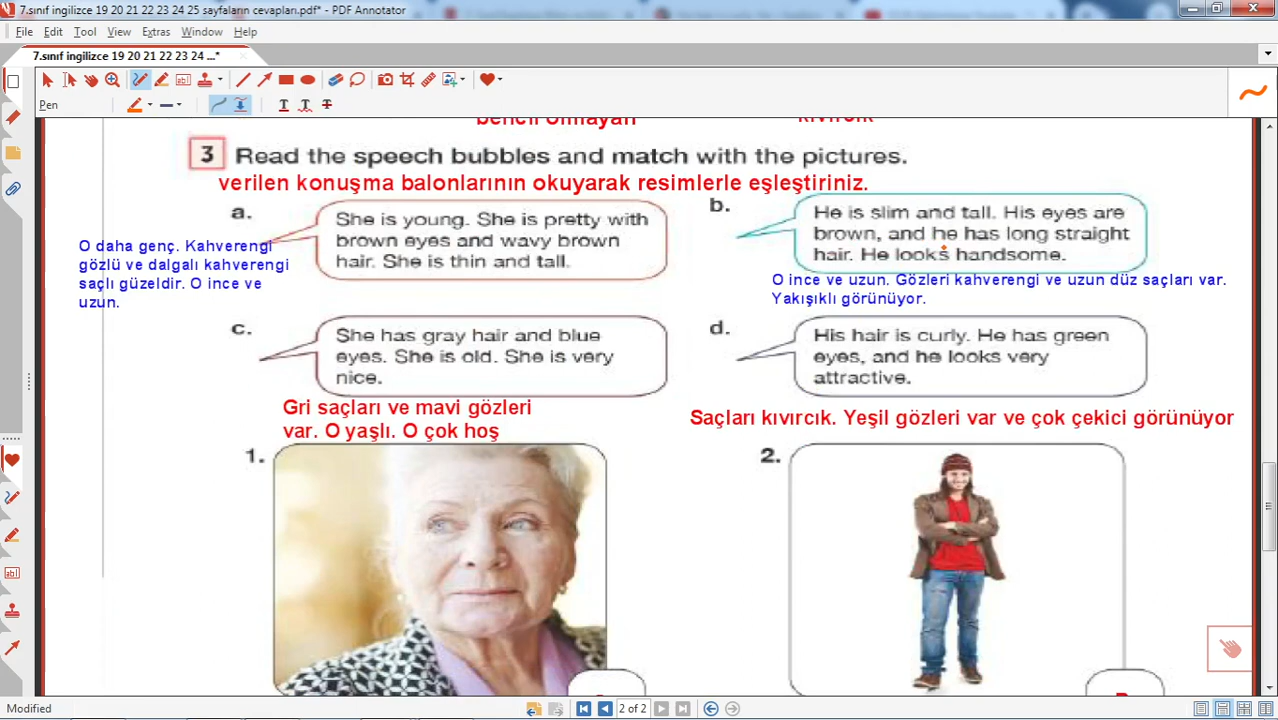 7.sınıf ingilizce 19 20 21 22 23 24 25 sayfaların cevapları.pdf* - PDF Annotator
File Edit Tool View Extras Window Help
7.sınıf ingilizce 19 20 21 22 23 24 ...*
Pen
bencil olmayan
kıvırcık
3 Read the speech bubbles and match with the pictures.
verilen konuşma balonlarının okuyarak resimlerle eşleştiriniz.
a.
She is young. She is pretty with
brown eyes and wavy brown
hair. She is thin and tall.
O daha genç. Kahverengi
gözlü ve dalgalı kahverengi
saçlı güzeldir. O ince ve
uzun.
b.
He is slim and tall. His eyes are
brown, and he has long straight
hair. He looks handsome.
O ince ve uzun. Gözleri kahverengi ve uzun düz saçları var.
Yakışıklı görünüyor.
c.
She has gray hair and blue
eyes. She is old. She is very
nice.
Gri saçları ve mavi gözleri
var. O yaşlı. O çok hoş
d.
His hair is curly. He has green
eyes, and he looks very
attractive.
Saçları kıvırcık. Yeşil gözleri var ve çok çekici görünüyor
1.
2.
Modified
2 of 2